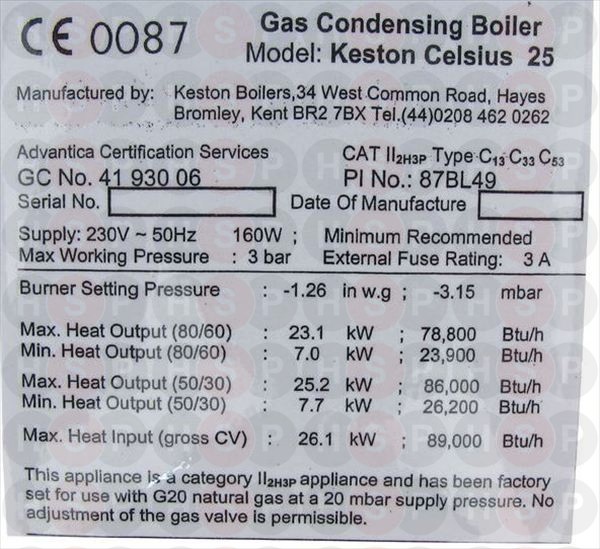 CE 0087
Gas Condensing Boiler
Model: Keston Celsius 25
Manufactured by: Keston Boilers,34 West Common Road, Hayes
Bromley, Kent BR2 7BX Tel.(44)0208 462 0262
Advantica Certification Services CAT II2H3P Type C13 C33 C53
GC No. 41 930 06 PI No.: 87BL49
Serial No. Date Of Manufacture
Supply: 230V ~ 50Hz 160W ; Minimum Recommended
Max Working Pressure : 3 bar External Fuse Rating: 3 A
Burner Setting Pressure : -1.26 in w.g ; -3.15 mbar
Max. Heat Output (80/60) : 23.1 kW ; 78,800 Btu/h
Min. Heat Output (80/60) : 7.0 kW ; 23,900 Btu/h
Max. Heat Output (50/30) : 25.2 kW ; 86,000 Btu/h
Min. Heat Output (50/30) : 7.7 kW ; 26,200 Btu/h
Max. Heat Input (gross CV) : 26.1 kW ; 89,000 Btu/h
This appliance is a category II2H3P appliance and has been factory
set for use with G20 natural gas at a 20 mbar supply pressure. No
adjustment of the gas valve is permissible.